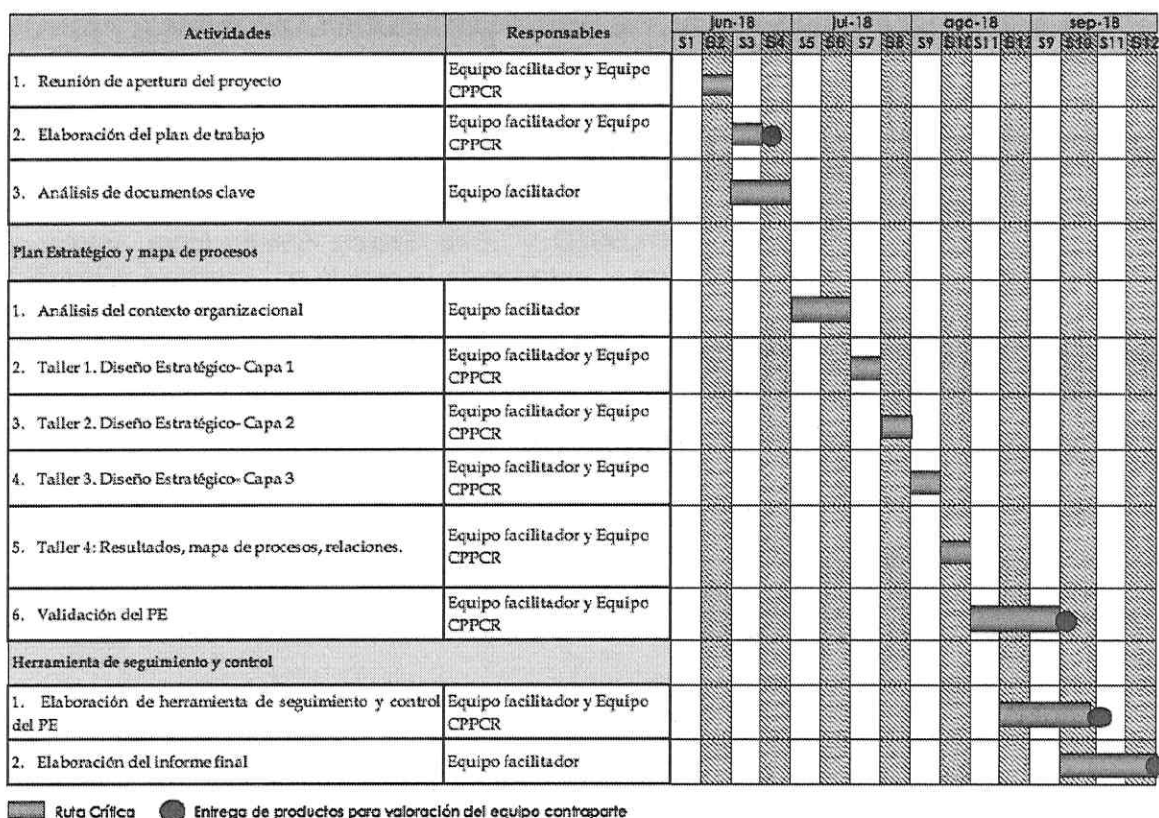 Actividades
Responsables
jun-18
jul-18
ago-18
sep-18
S1 S2 S3 S4 S5 S6 S7 S8 S9 S10 S11 S12 S9 S10 S11 S12
1. Reunión de apertura del proyecto
Equipo facilitador y Equipo
CPPCR
2. Elaboración del plan de trabajo
Equipo facilitador y Equipo
CPPCR
3. Análisis de documentos clave
Equipo facilitador
Plan Estratégico y mapa de procesos
1. Análisis del contexto organizacional
Equipo facilitador
2. Taller 1. Diseño Estratégico- Capa 1
Equipo facilitador y Equipo
CPPCR
3. Taller 2. Diseño Estratégico- Capa 2
Equipo facilitador y Equipo
CPPCR
4. Taller 3. Diseño Estratégico- Capa 3
Equipo facilitador y Equipo
CPPCR
5. Taller 4: Resultados, mapa de procesos, relaciones.
Equipo facilitador y Equipo
CPPCR
6. Validación del PE
Equipo facilitador y Equipo
CPPCR
Herramienta de seguimiento y control
1. Elaboración de herramienta de seguimiento y control
del PE
Equipo facilitador y Equipo
CPPCR
2. Elaboración del informe final
Equipo facilitador
Ruta Crítica
Entrega de productos para valoración del equipo contraparte